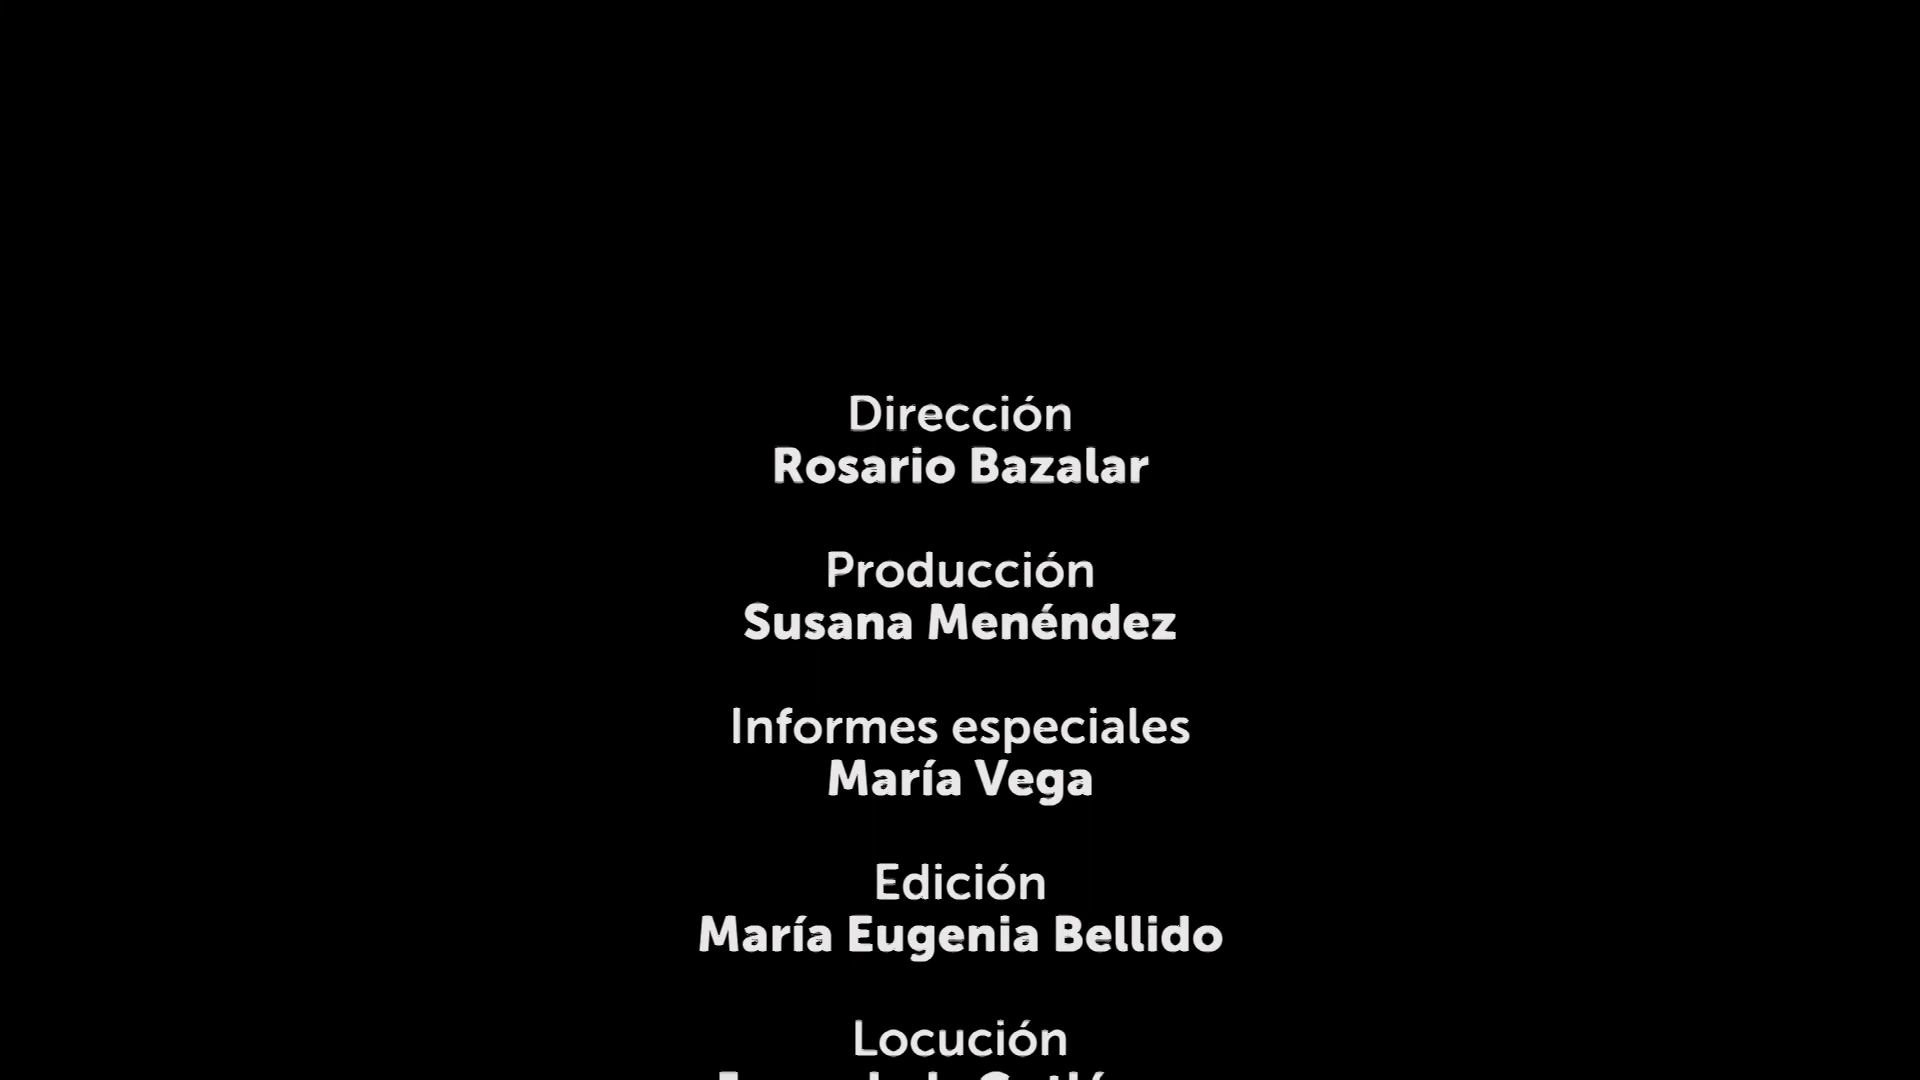 Dirección
Rosario Bazalar
Producción
Susana Menéndez
Informes especiales
María Vega
Edición
María Eugenia Bellido
Locución